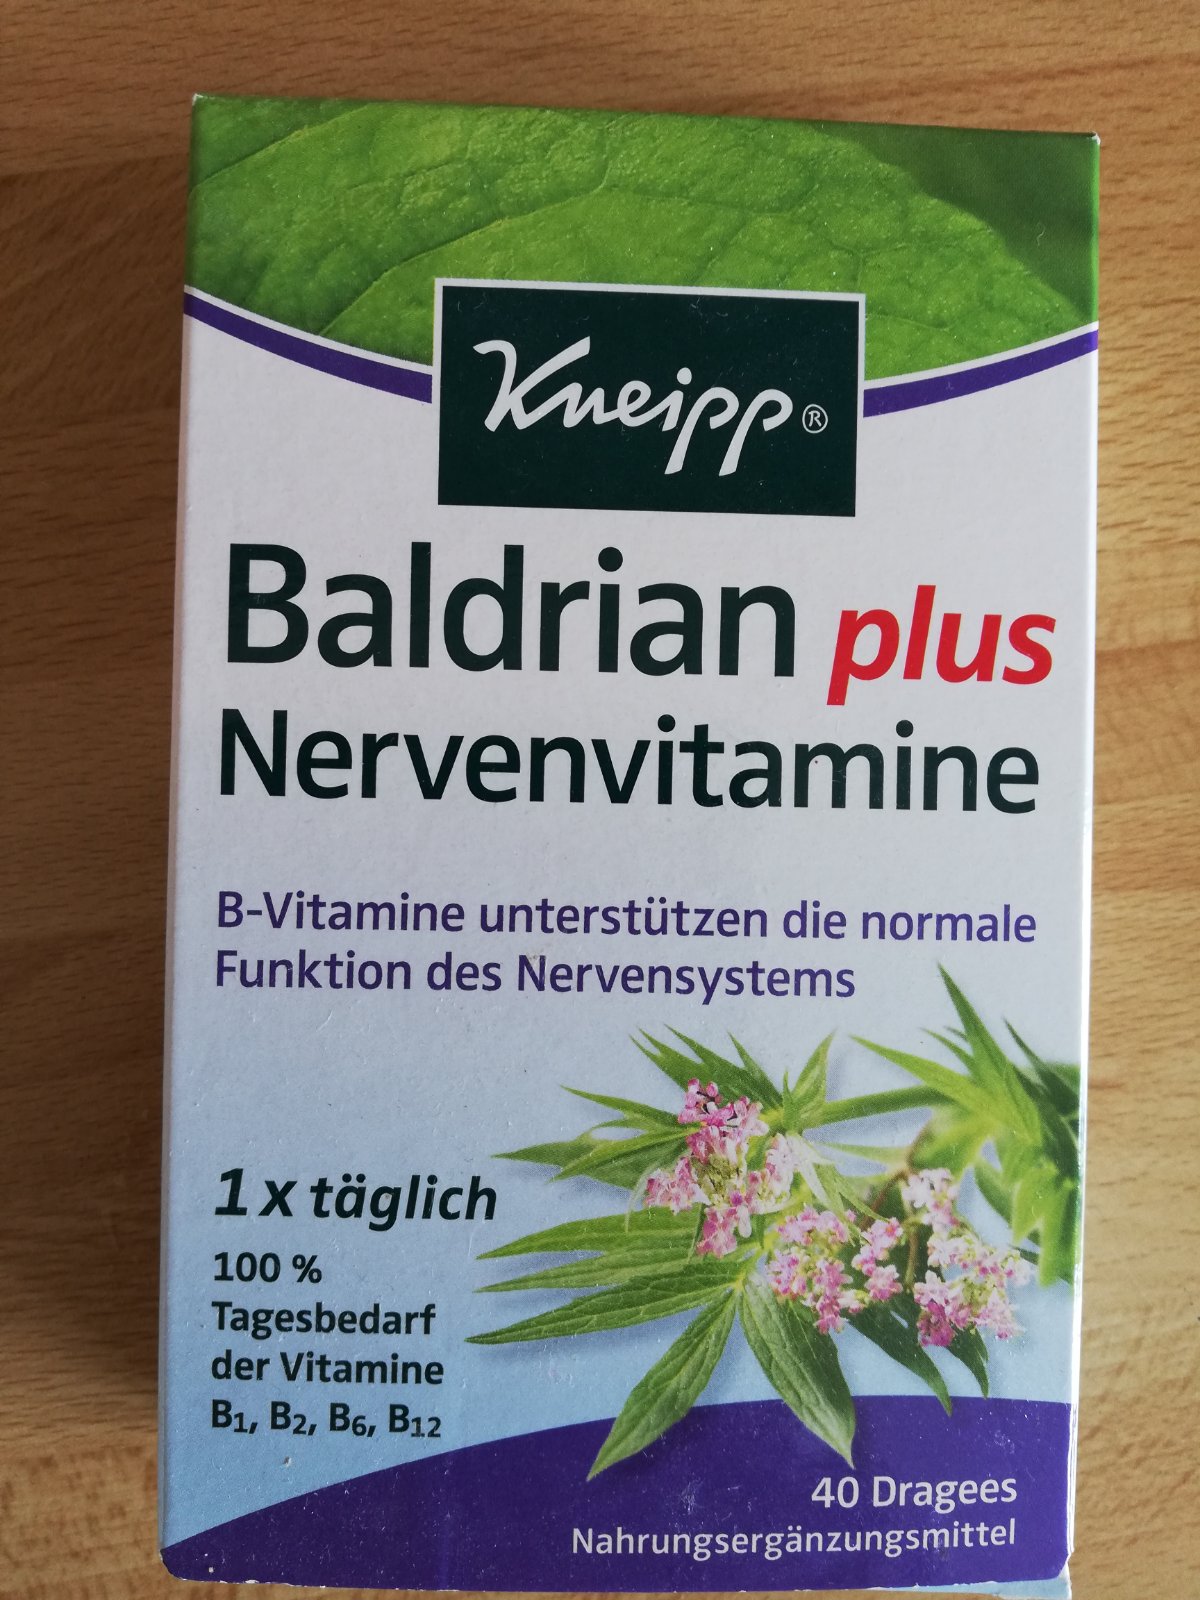 Kneipp®
Baldrian plus
Nervenvitamine
B-Vitamine unterstützen die normale
Funktion des Nervensystems
1 x täglich
100 %
Tagesbedarf
der Vitamine
B₁, B₂, B₆, B₁₂
40 Dragees
Nahrungsergänzungsmittel